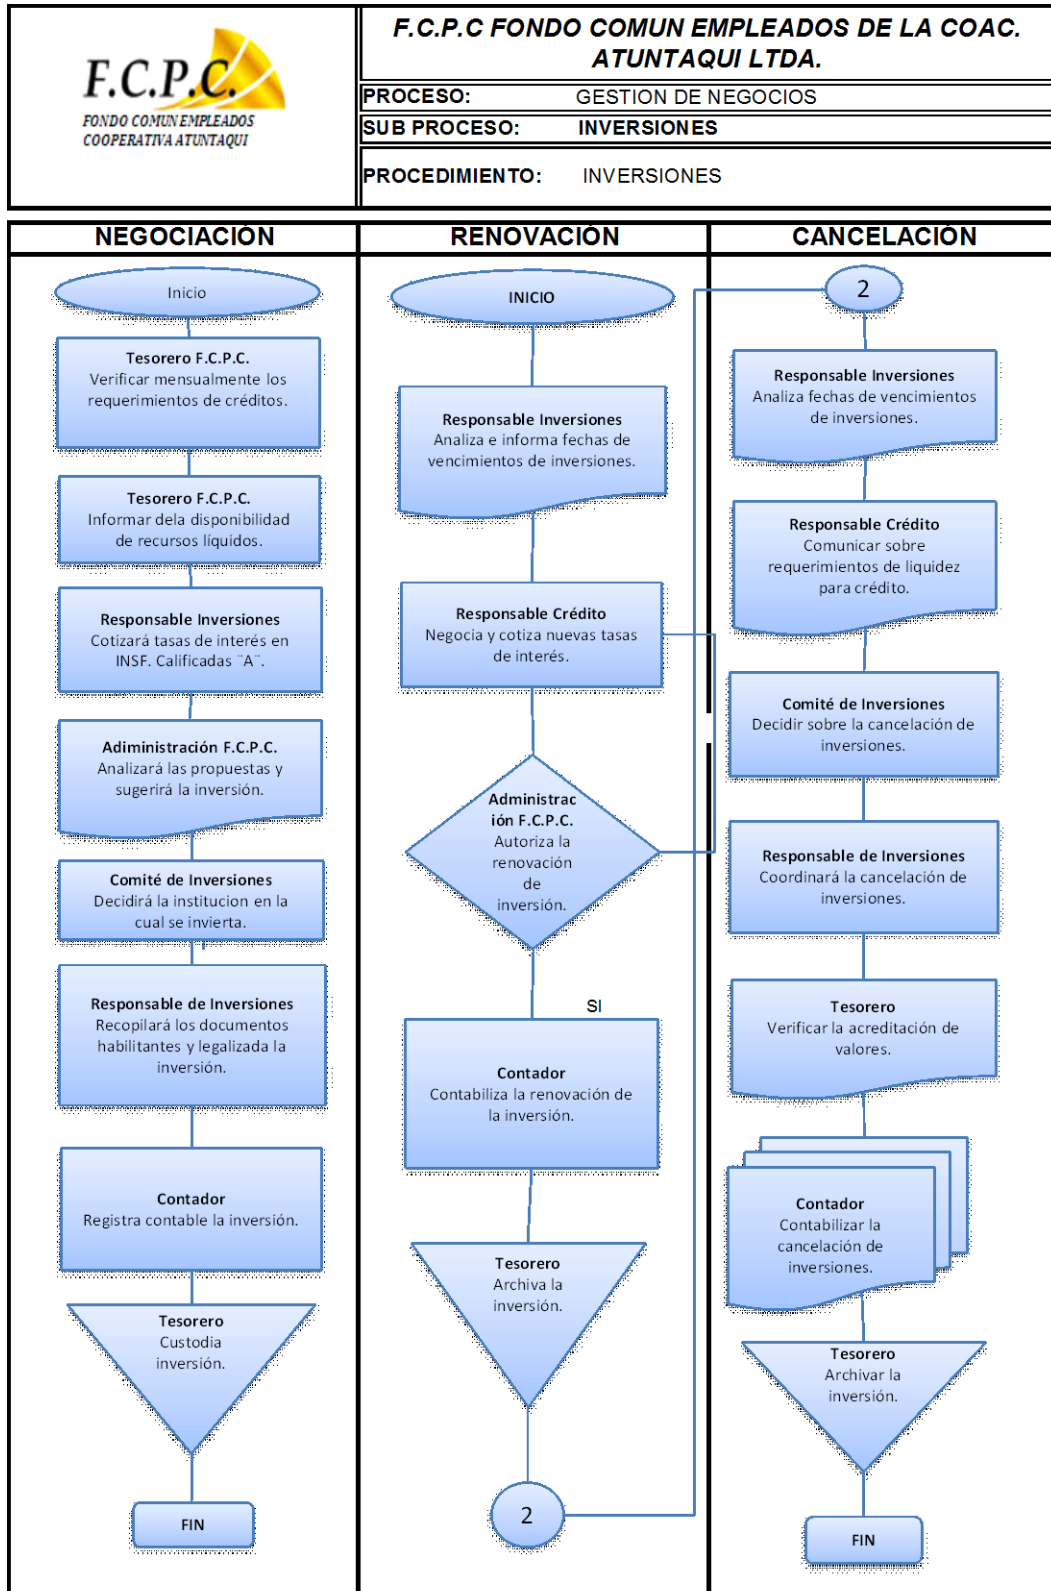 F.C.P.C.
FONDO COMUN EMPLEADOS
COOPERATIVA ATUNTAQUI
F.C.P.C FONDO COMUN EMPLEADOS DE LA COAC.
ATUNTAQUI LTDA.
PROCESO: GESTION DE NEGOCIOS
SUB PROCESO: INVERSIONES
PROCEDIMIENTO: INVERSIONES
NEGOCIACIÓN
Inicio
Tesorero F.C.P.C.
Verificar mensualmente los
requerimientos de créditos.
Tesorero F.C.P.C.
Informar dela disponibilidad
de recursos líquidos.
Responsable Inversiones
Cotizará tasas de interés en
INSF. Calificadas ¨A¨.
Adiministración F.C.P.C.
Analizará las propuestas y
sugerirá la inversión.
Comité de Inversiones
Decidirá la institucion en la
cual se invierta.
Responsable de Inversiones
Recopilará los documentos
habilitantes y legalizada la
inversión.
Contador
Registra contable la inversión.
Tesorero
Custodia
inversión.
FIN
RENOVACIÓN
INICIO
Responsable Inversiones
Analiza e informa fechas de
vencimientos de inversiones.
Responsable Crédito
Negocia y cotiza nuevas tasas
de interés.
Administrac
ión F.C.P.C.
Autoriza la
renovación
de
inversión.
SI
Contador
Contabiliza la renovación de
la inversión.
Tesorero
Archiva la
inversión.
2
CANCELACIÓN
2
Responsable Inversiones
Analiza fechas de vencimientos
de inversiones.
Responsable Crédito
Comunicar sobre
requerimientos de liquidez
para crédito.
Comité de Inversiones
Decidir sobre la cancelación de
inversiones.
Responsable de Inversiones
Coordinará la cancelación de
inversiones.
Tesorero
Verificar la acreditación de
valores.
Contador
Contabilizar la
cancelación de
inversiones.
Tesorero
Archivar la
inversión.
FIN